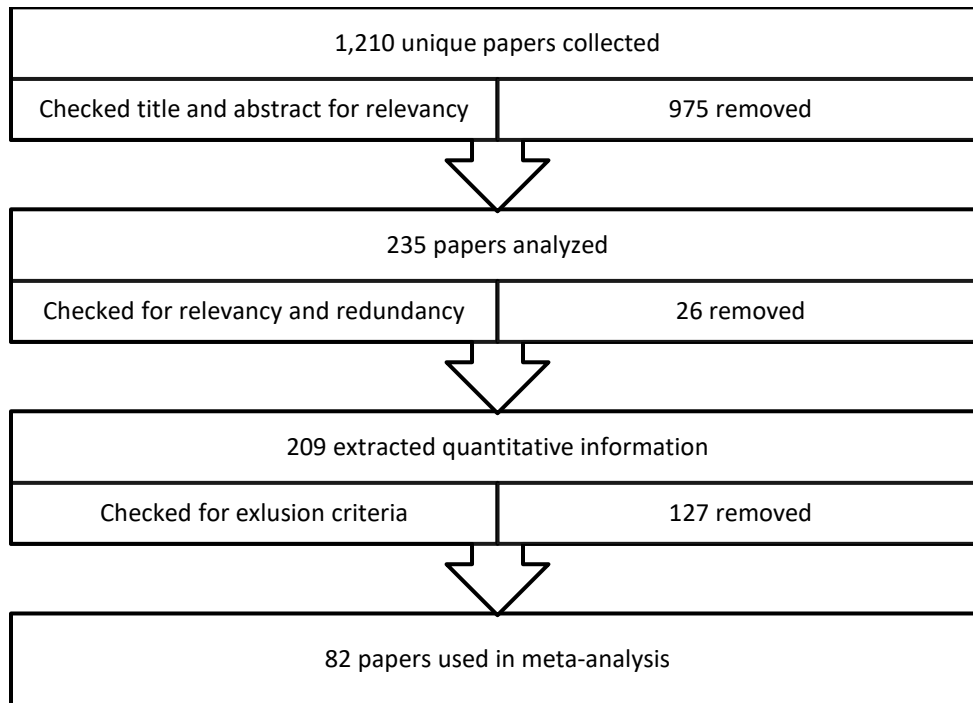 1,210 unique papers collected
Checked title and abstract for relevancy
975 removed
235 papers analyzed
Checked for relevancy and redundancy
26 removed
209 extracted quantitative information
Checked for exlusion criteria
127 removed
82 papers used in meta-analysis